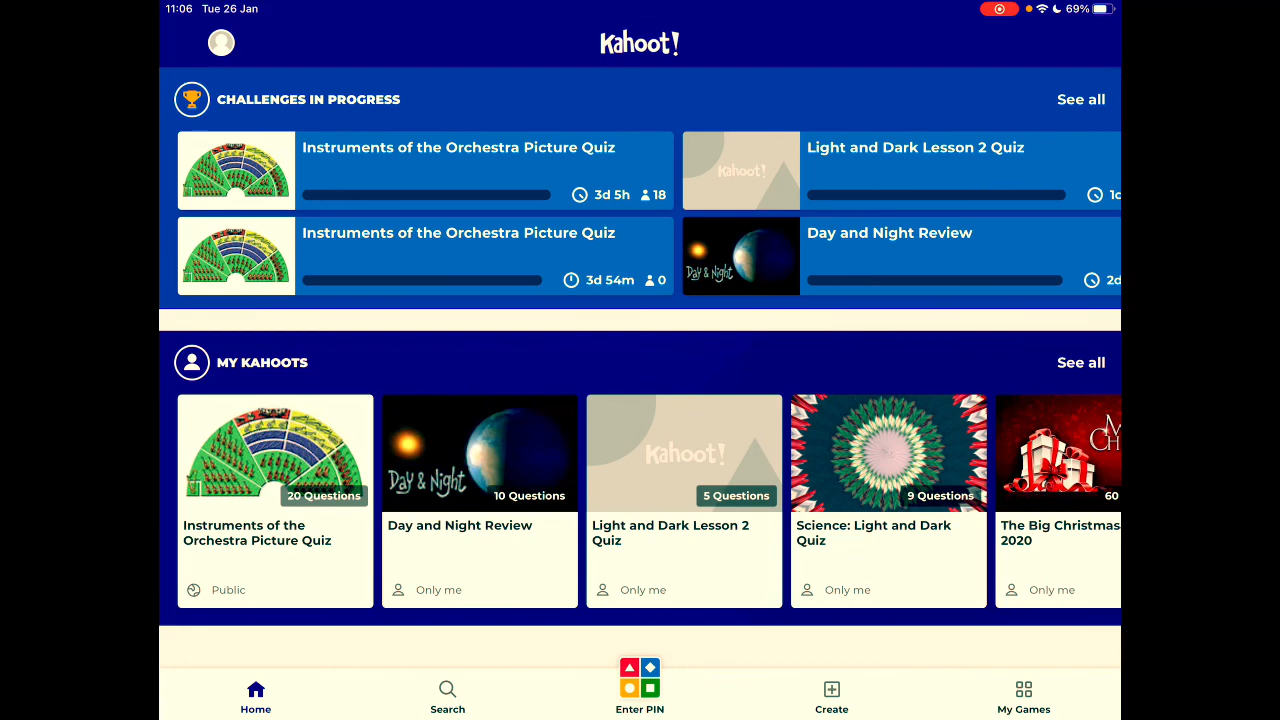 11:06 Tue 26 Jan
69%
Kahoot!
CHALLENGES IN PROGRESS
See all
Instruments of the Orchestra Picture Quiz
3d 5h 18
Kahoot!
Light and Dark Lesson 2 Quiz
Instruments of the Orchestra Picture Quiz
3d 54m 0
Day & Night
Day and Night Review
2d
MY KAHOOTS
See all
20 Questions
Instruments of the
Orchestra Picture Quiz
Public
Day & Night
10 Questions
Day and Night Review
Only me
Kahoot!
5 Questions
Light and Dark Lesson 2
Quiz
Only me
9 Questions
Science: Light and Dark
Quiz
Only me
60
The Big Christmas
2020
Only me
Home
Search
Enter PIN
Create
My Games